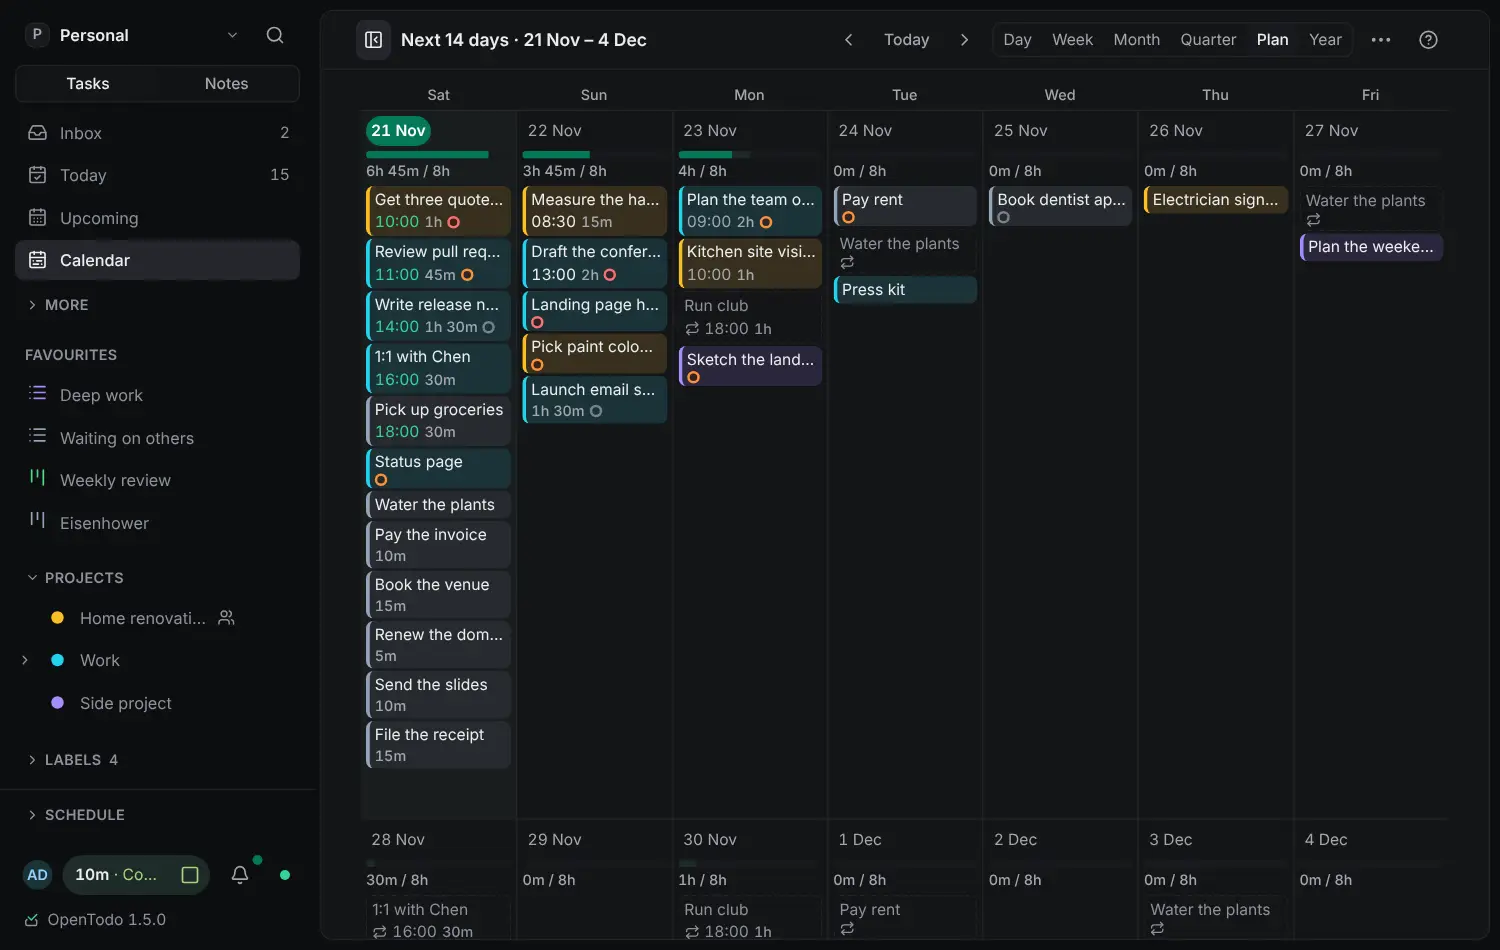 P Personal
Tasks Notes
Inbox 2
Today 15
Upcoming
Calendar
MORE
FAVOURITES
Deep work
Waiting on others
Weekly review
Eisenhower
PROJECTS
Home renovati...
Work
Side project
LABELS 4
SCHEDULE
AD 10m · Co...
OpenTodo 1.5.0
Next 14 days · 21 Nov – 4 Dec
Today
Day Week Month Quarter Plan Year
Sat Sun Mon Tue Wed Thu Fri
21 Nov
6h 45m / 8h
Get three quote...
10:00 1h
Review pull req...
11:00 45m
Write release n...
14:00 1h 30m
1:1 with Chen
16:00 30m
Pick up groceries
18:00 30m
Status page
Water the plants
Pay the invoice
10m
Book the venue
15m
Renew the dom...
5m
Send the slides
10m
File the receipt
15m
22 Nov
3h 45m / 8h
Measure the ha...
08:30 15m
Draft the confer...
13:00 2h
Landing page h...
Pick paint colo...
Launch email s...
1h 30m
23 Nov
4h / 8h
Plan the team o...
09:00 2h
Kitchen site visi...
10:00 1h
Run club
18:00 1h
Sketch the land...
24 Nov
0m / 8h
Pay rent
Water the plants
Press kit
25 Nov
0m / 8h
Book dentist ap...
26 Nov
0m / 8h
Electrician sign...
27 Nov
0m / 8h
Water the plants
Plan the weeke...
28 Nov
30m / 8h
1:1 with Chen
16:00 30m
29 Nov
0m / 8h
30 Nov
1h / 8h
Run club
18:00 1h
1 Dec
0m / 8h
Pay rent
2 Dec
0m / 8h
3 Dec
0m / 8h
Water the plants
4 Dec
0m / 8h